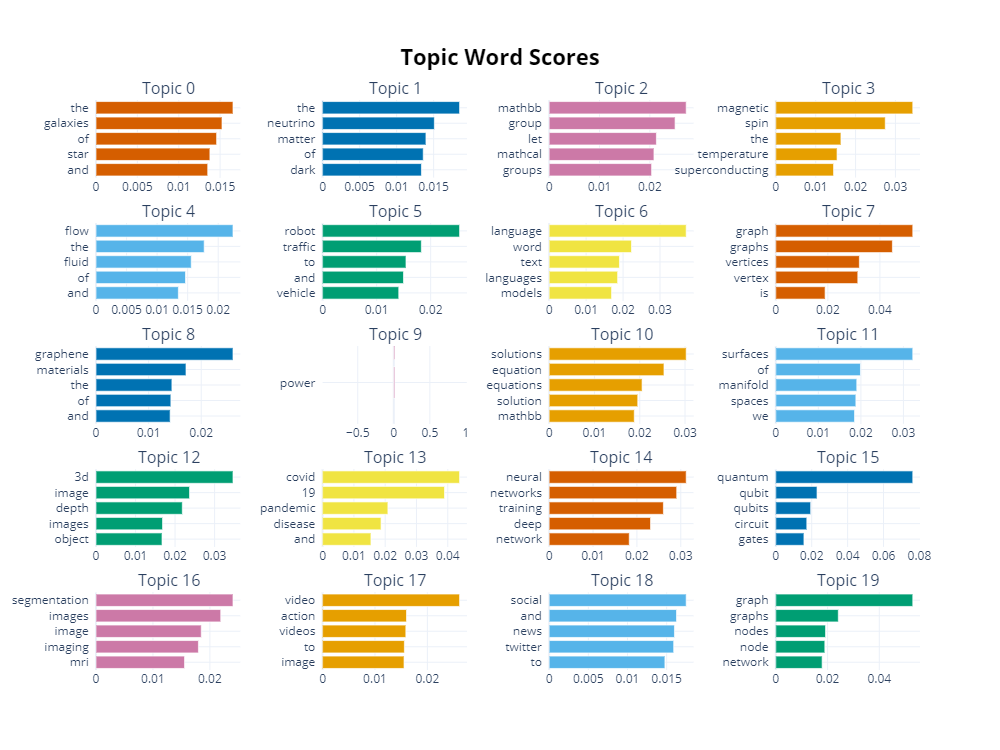 Topic Word Scores
Topic 0
the
galaxies
of
star
and
0 0.005 0.01 0.015
Topic 1
the
neutrino
matter
of
dark
0 0.005 0.01 0.015
Topic 2
mathbb
group
let
mathcal
groups
0 0.01 0.02
Topic 3
magnetic
spin
the
temperature
superconducting
0 0.01 0.02 0.03
Topic 4
flow
the
fluid
of
and
0 0.005 0.01 0.015 0.02
Topic 5
robot
traffic
to
and
vehicle
0 0.01 0.02
Topic 6
language
word
text
languages
models
0 0.01 0.02 0.03
Topic 7
graph
graphs
vertices
vertex
is
0 0.02 0.04
Topic 8
graphene
materials
the
of
and
0 0.01 0.02
Topic 9
power
−0.5 0 0.5 1
Topic 10
solutions
equation
equations
solution
mathbb
0 0.01 0.02 0.03
Topic 11
surfaces
of
manifold
spaces
we
0 0.01 0.02 0.03
Topic 12
3d
image
depth
images
object
0 0.01 0.02 0.03
Topic 13
covid
19
pandemic
disease
and
0 0.01 0.02 0.03 0.04
Topic 14
neural
networks
training
deep
network
0 0.01 0.02 0.03
Topic 15
quantum
qubit
qubits
circuit
gates
0 0.02 0.04 0.06 0.08
Topic 16
segmentation
images
image
imaging
mri
0 0.01 0.02
Topic 17
video
action
videos
to
image
0 0.01 0.02
Topic 18
social
and
news
twitter
to
0 0.005 0.01 0.015
Topic 19
graph
graphs
nodes
node
network
0 0.02 0.04